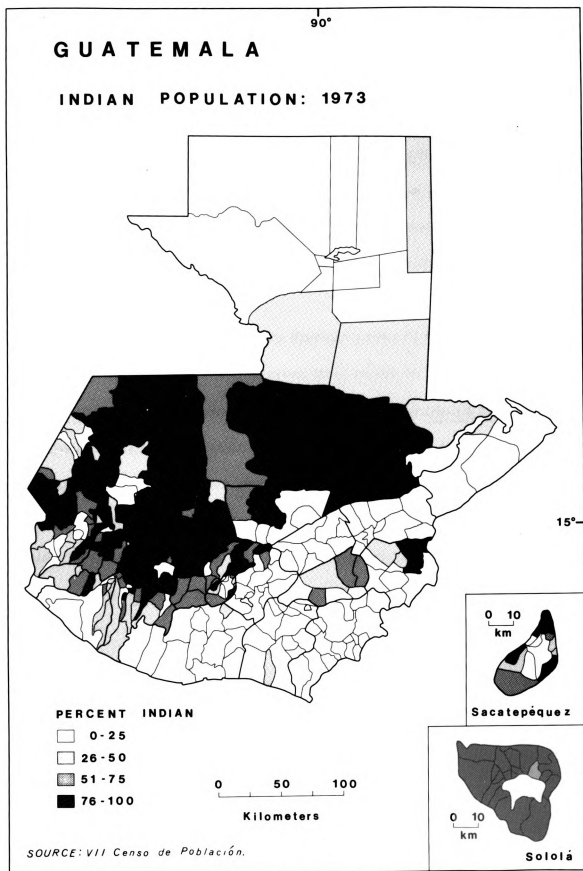 90°
GUATEMALA
INDIAN POPULATION: 1973
15°
0 10
km
Sacatepéquez
PERCENT INDIAN
0-25
26-50
51-75
76-100
0 50 100
Kilometers
0 10
km
Sololá
SOURCE: VII Censo de Población.